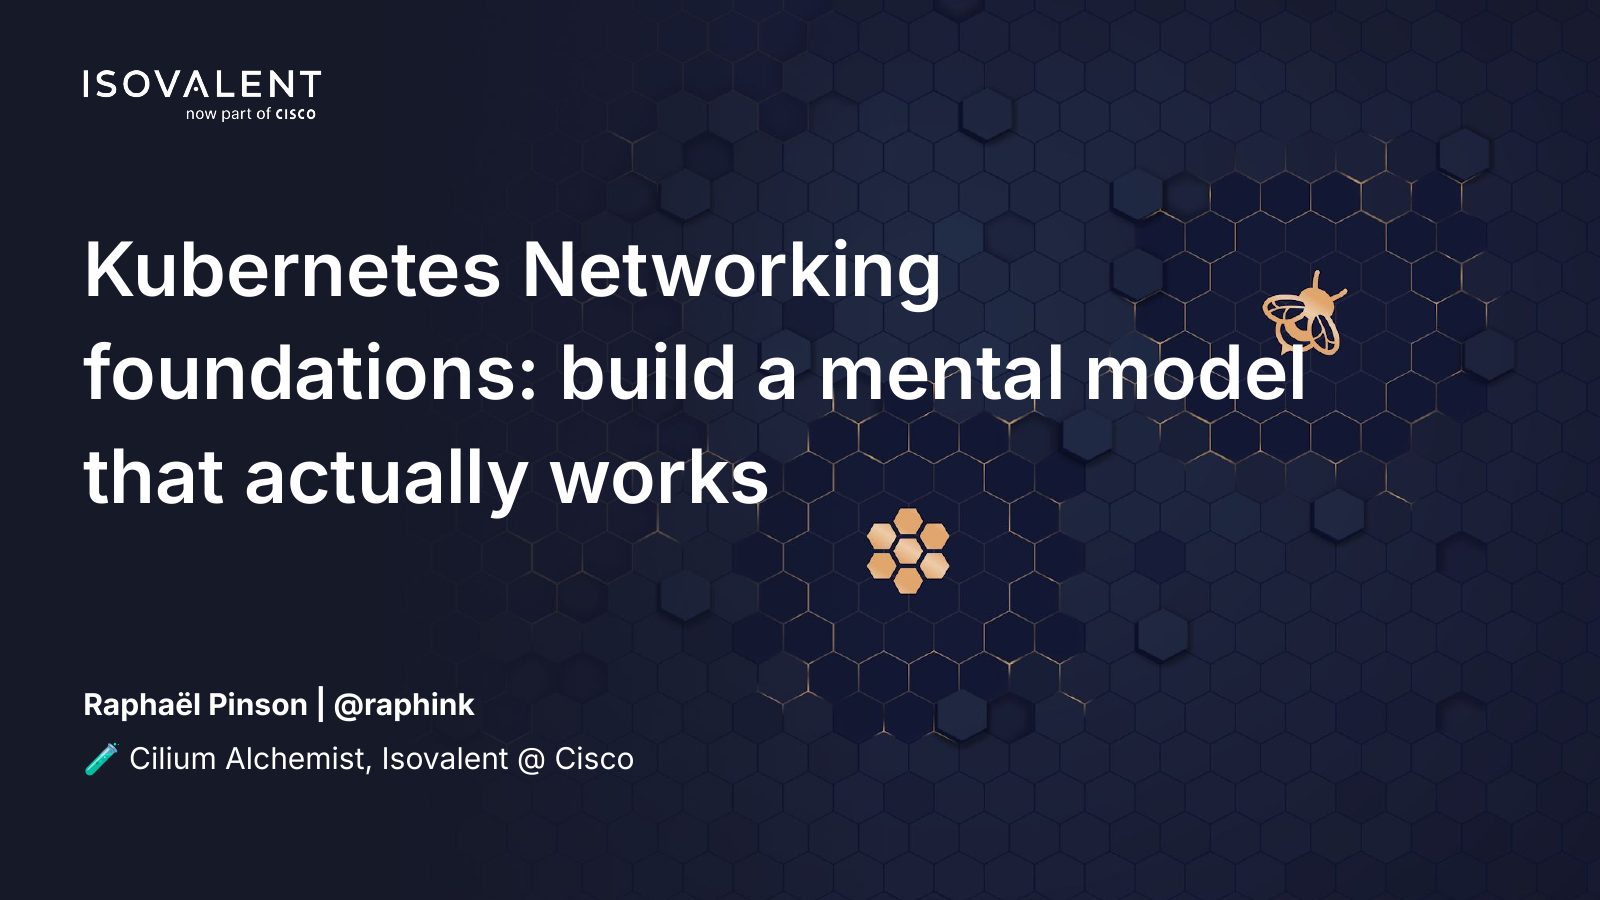 ISOVALENT
now part of CISCO
Kubernetes Networking
foundations: build a mental model
that actually works
Raphaël Pinson | @raphink
🧪 Cilium Alchemist, Isovalent @ Cisco